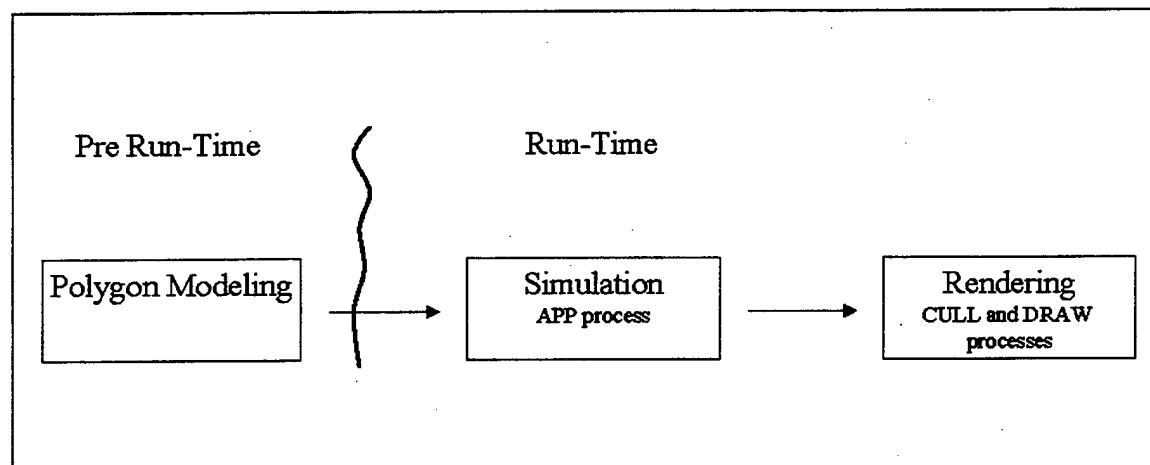 Pre Run-Time
Run-Time
Polygon Modeling
Simulation
APP process
Rendering
CULL and DRAW
processes